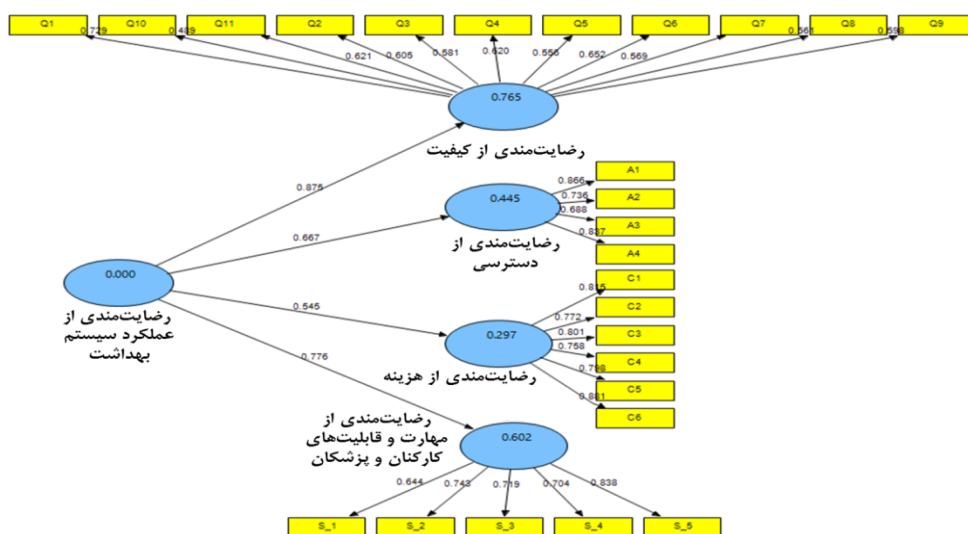 Q1 Q10 Q11 Q2 Q3 Q4 Q5 Q6 Q7 Q8 Q9
0.729 0.489 0.621 0.605 0.581 0.620 0.556 0.652 0.569 0.561 0.598
0.765
رضایت‌مندی از کیفیت
0.875
A1
0.866
A2
0.736
0.445
0.688
A3
0.837
A4
رضایت‌مندی از
دسترسی
0.667
0.000
رضایت‌مندی از
عملکرد سیستم
بهداشت
0.545
C1
0.815
C2
0.772
0.801
C3
0.297
0.758
C4
0.798
C5
0.881
C6
رضایت‌مندی از هزینه
0.776
رضایت‌مندی از
مهارت و قابلیت‌های
کارکنان و پزشکان
0.602
0.644 0.743 0.719 0.704 0.838
S_1 S_2 S_3 S_4 S_5